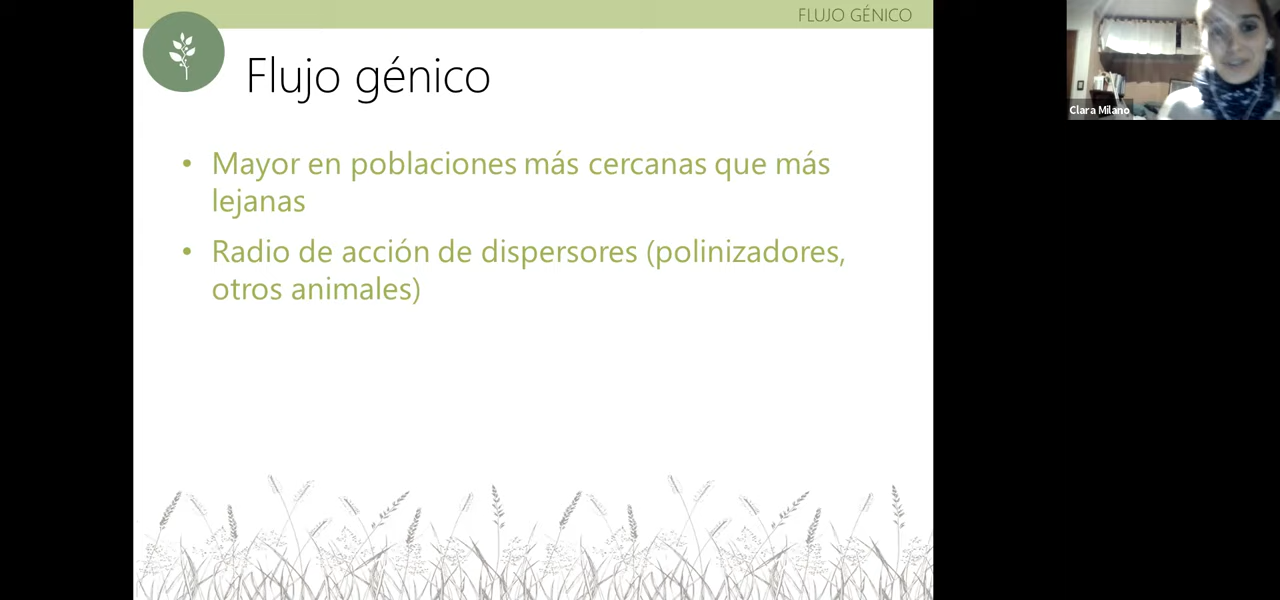 FLUJO GÉNICO
Flujo génico
• Mayor en poblaciones más cercanas que más
lejanas
• Radio de acción de dispersores (polinizadores,
otros animales)
Clara Milano